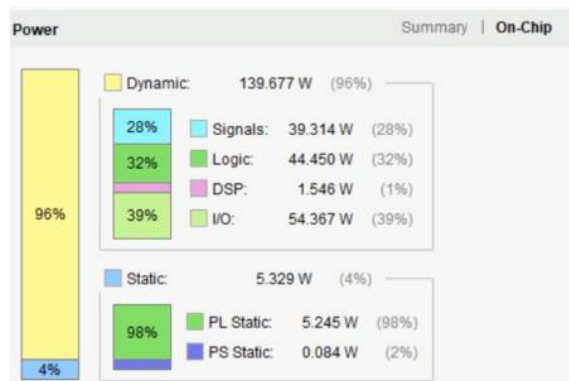 Power Summary | On-Chip
96%
4%
Dynamic: 139.677 W (96%)
28%
32%
39%
Signals: 39.314 W (28%)
Logic: 44.450 W (32%)
DSP: 1.546 W (1%)
I/O: 54.367 W (39%)
Static: 5.329 W (4%)
98%
PL Static: 5.245 W (98%)
PS Static: 0.084 W (2%)